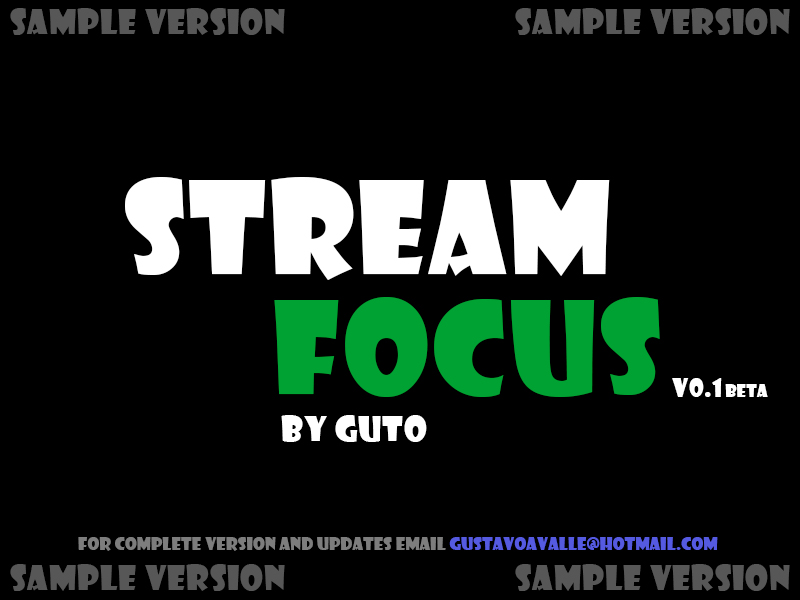 SAMPLE VERSION SAMPLE VERSION
STREAM
FOCUS
V0.1BETA
BY GUTO
FOR COMPLETE VERSION AND UPDATES EMAIL GUSTAVOAVALLE@HOTMAIL.COM
SAMPLE VERSION SAMPLE VERSION